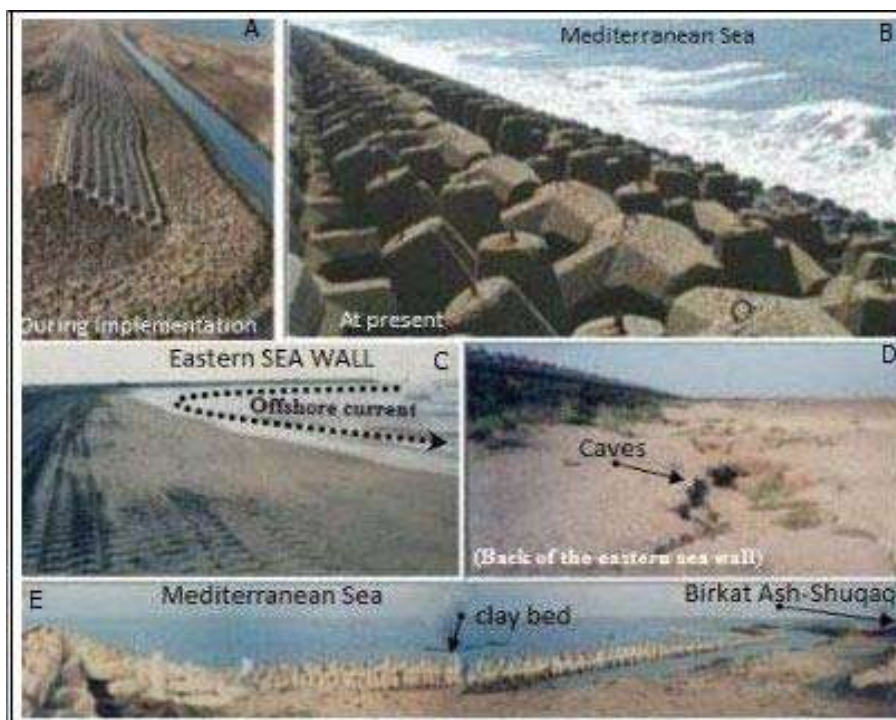 A
During implementation
Mediterranean Sea
B
At present
Eastern SEA WALL
C
Offshore current
D
Caves
(Back of the eastern sea wall)
E
Mediterranean Sea
clay bed
Birkat Ash-Shuqaq